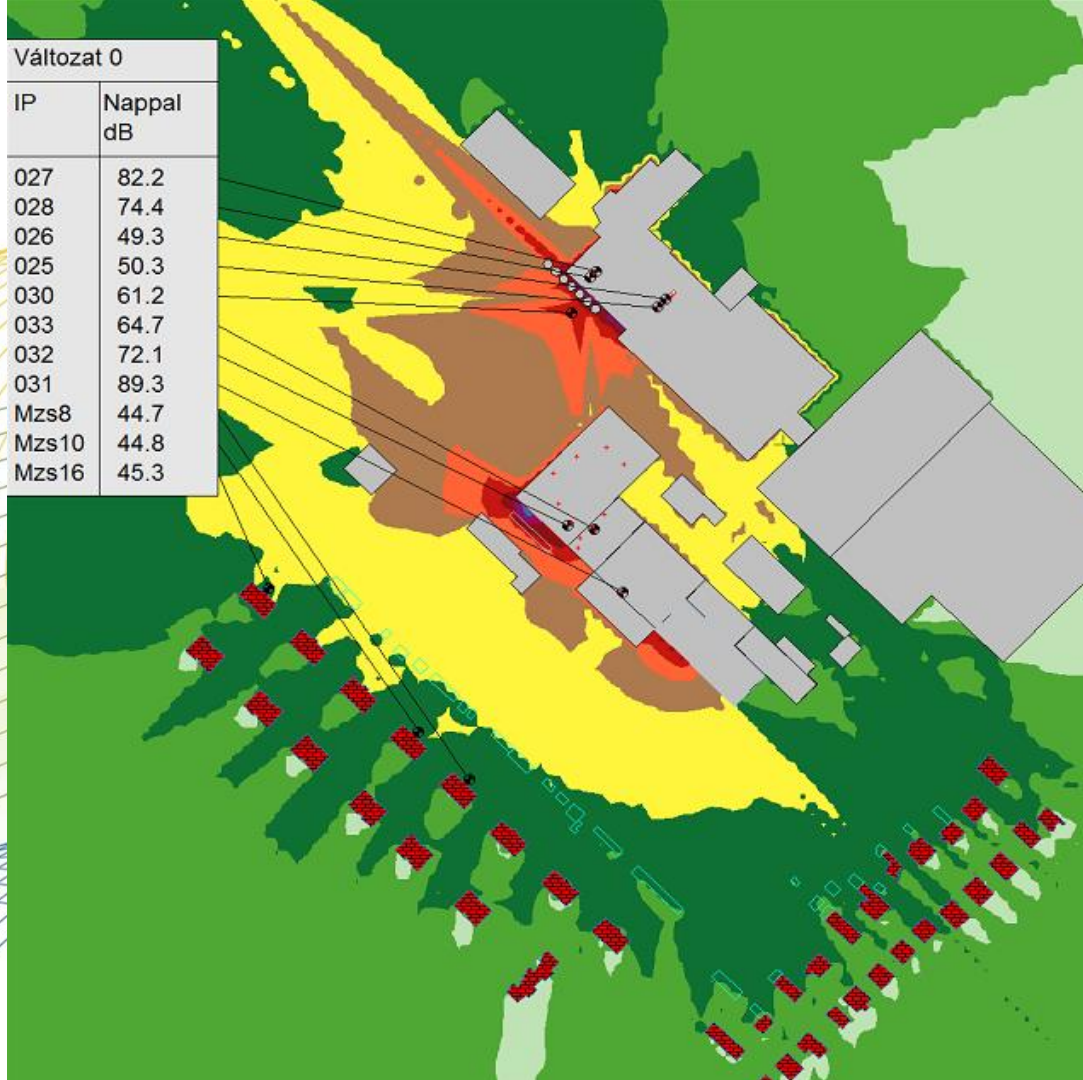 Változat 0
IP Nappal
dB
027 82.2
028 74.4
026 49.3
025 50.3
030 61.2
033 64.7
032 72.1
031 89.3
Mzs8 44.7
Mzs10 44.8
Mzs16 45.3